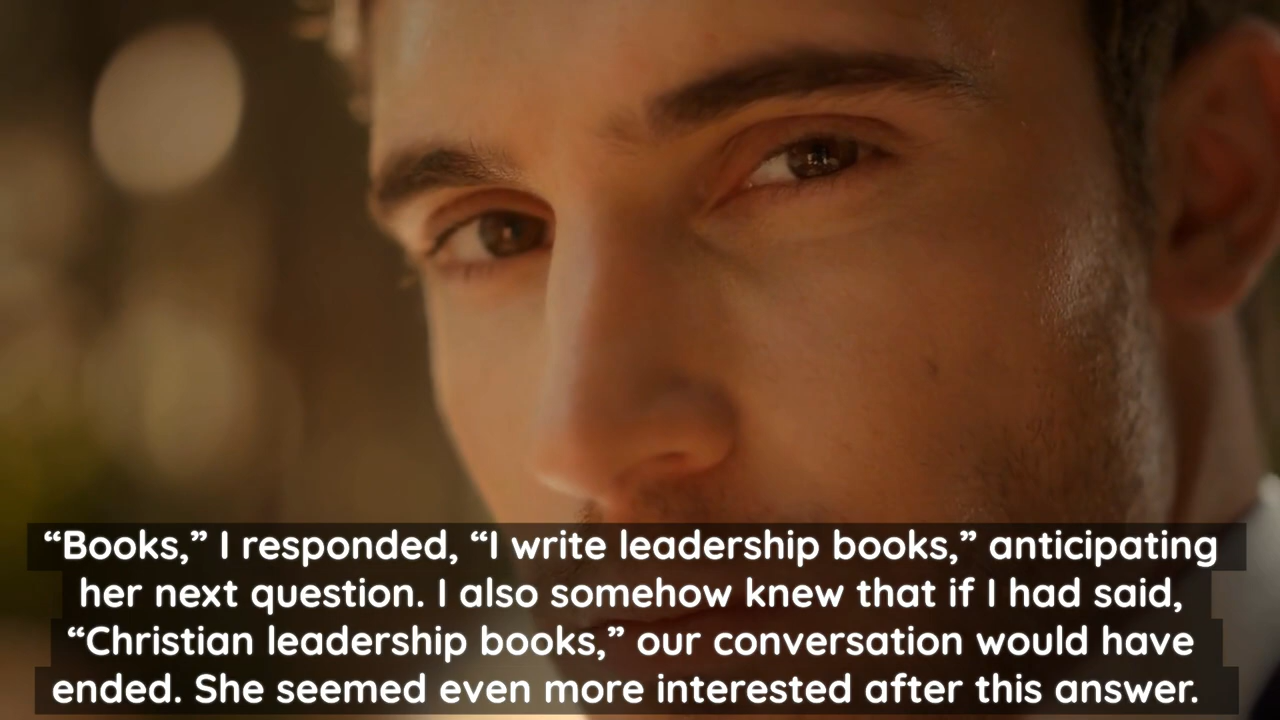 “Books,” I responded, “I write leadership books,” anticipating
her next question. I also somehow knew that if I had said,
“Christian leadership books,” our conversation would have
ended. She seemed even more interested after this answer.